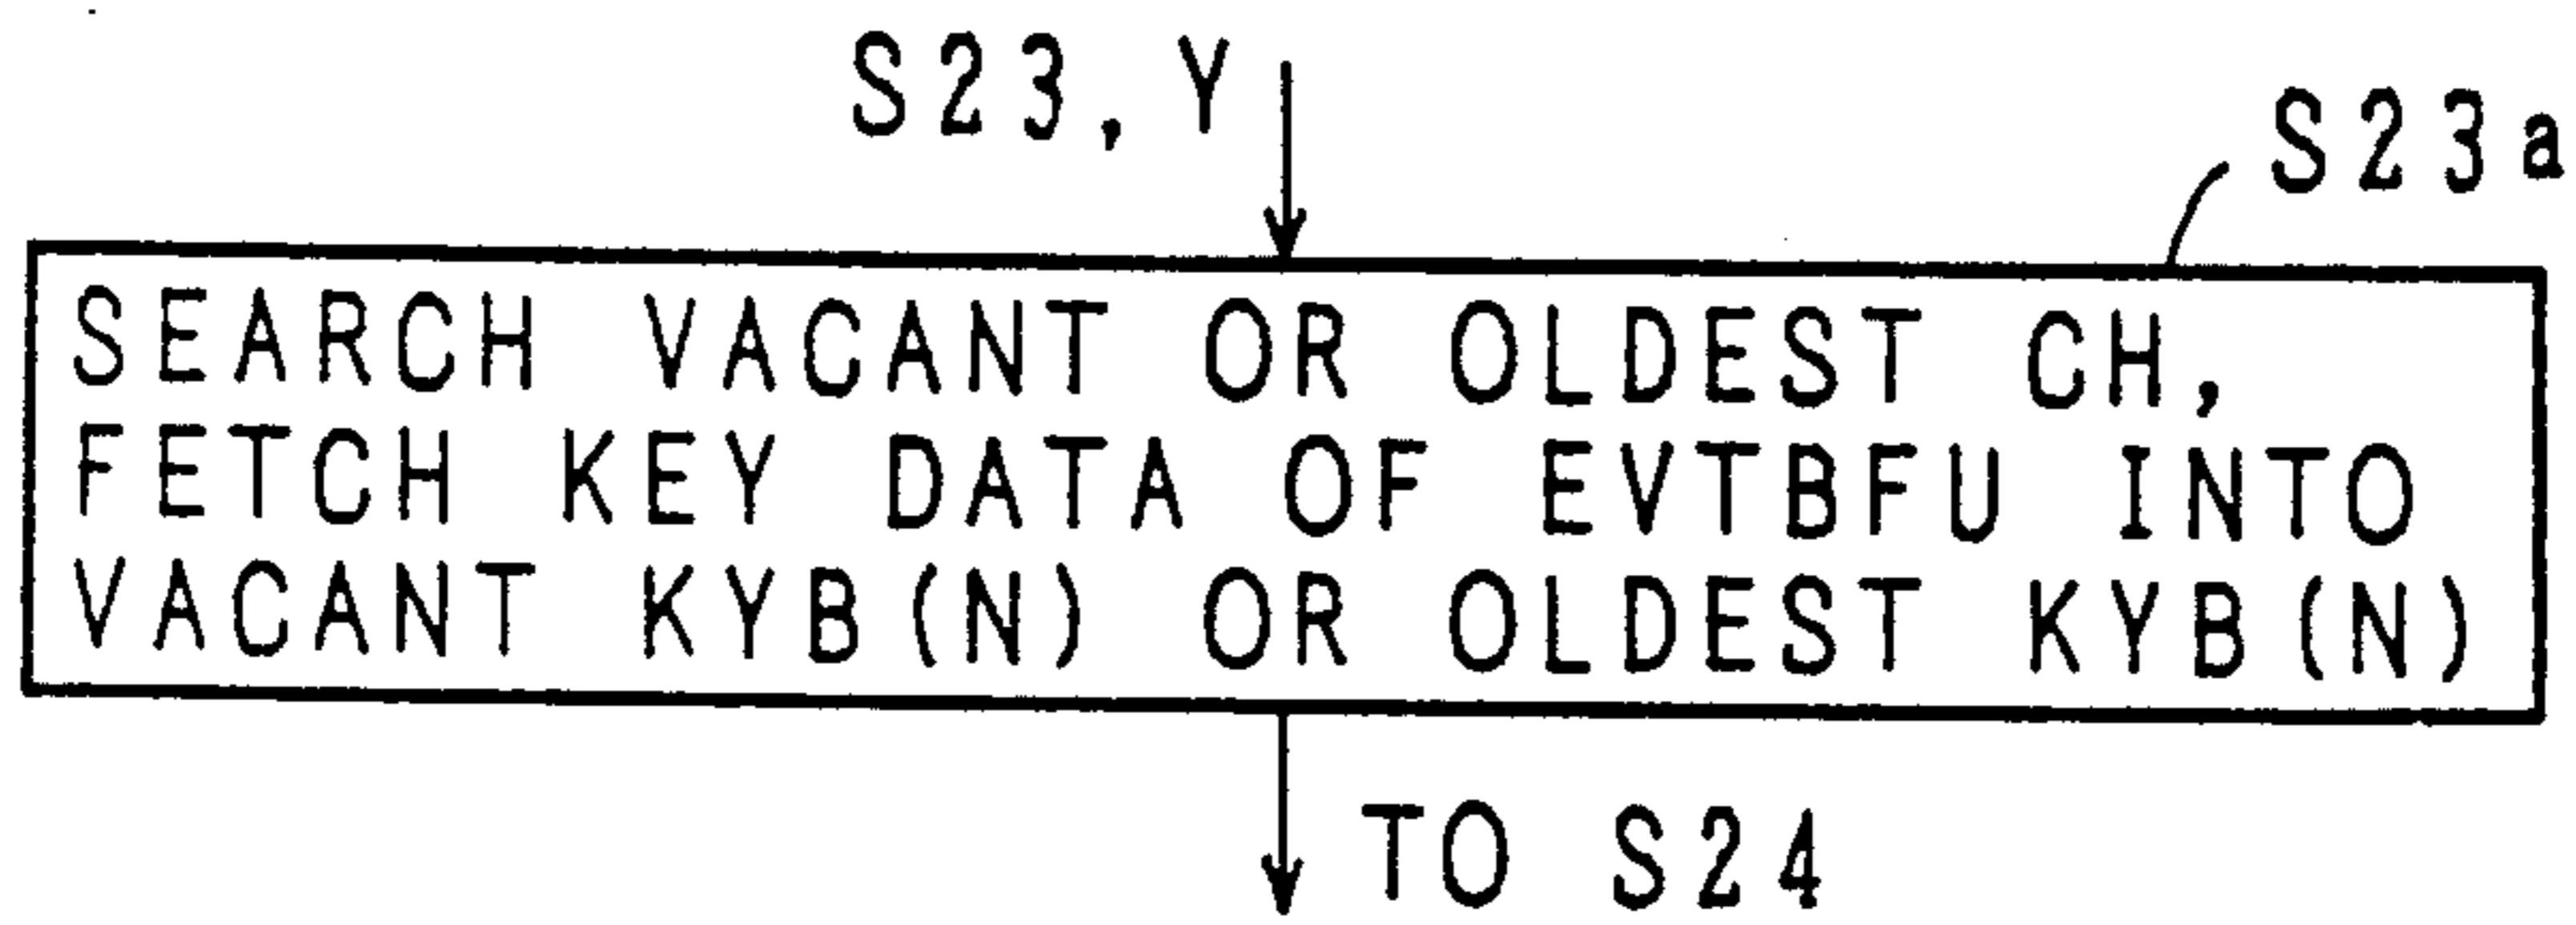 S23,Y
S23a
SEARCH VACANT OR OLDEST CH,
FETCH KEY DATA OF EVTBFU INTO
VACANT KYB(N) OR OLDEST KYB(N)
TO S24